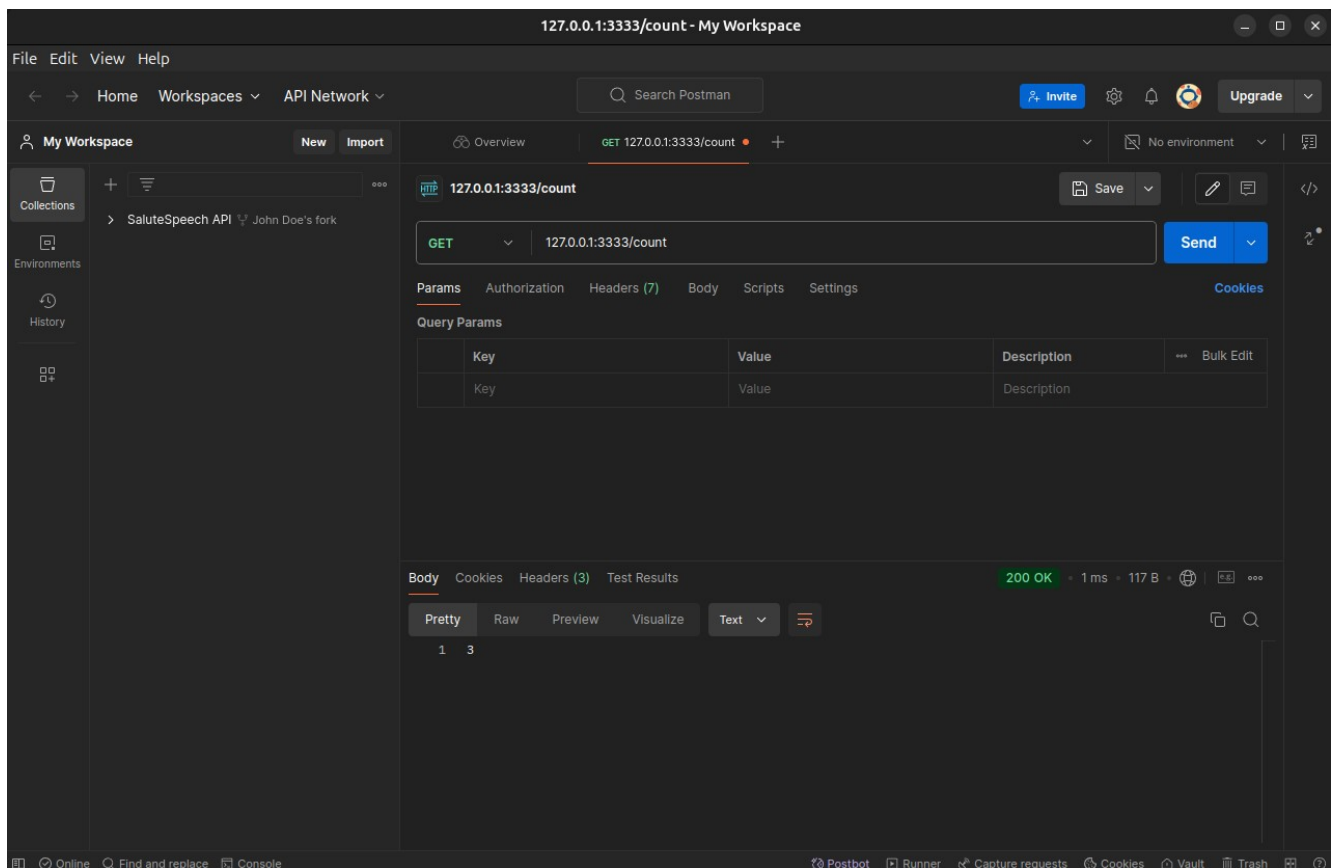 127.0.0.1:3333/count - My Workspace
File Edit View Help
Home Workspaces API Network Search Postman Invite Upgrade
My Workspace New Import Overview GET 127.0.0.1:3333/count No environment
Collections
SaluteSpeech API John Doe's fork
HTTP 127.0.0.1:3333/count Save
GET 127.0.0.1:3333/count Send
Environments
Params Authorization Headers (7) Body Scripts Settings Cookies
History
Query Params
Key Value Description Bulk Edit
Key Value Description
Body Cookies Headers (3) Test Results 200 OK 1 ms 117 B
Pretty Raw Preview Visualize Text
1 3
Online Find and replace Console Postbot Runner Capture requests Cookies Vault Trash